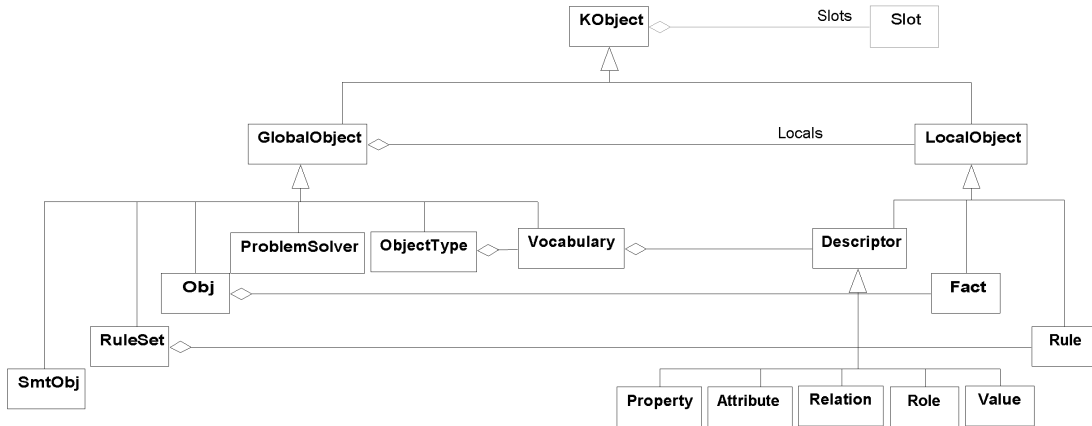 KObject
Slots
Slot
GlobalObject
Locals
LocalObject
ProblemSolver
ObjectType
Vocabulary
Descriptor
Obj
Fact
RuleSet
Rule
SmtObj
Property
Attribute
Relation
Role
Value